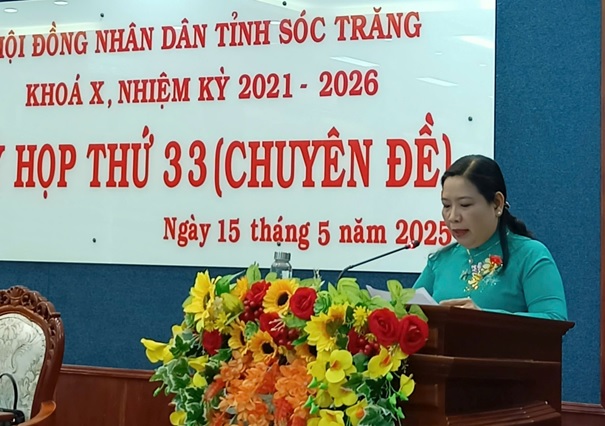 HỘI ĐỒNG NHÂN DÂN TỈNH SÓC TRĂNG
KHOÁ X, NHIỆM KỲ 2021 - 2026
HỌP THỨ 33 (CHUYÊN ĐỀ)
Ngày 15 tháng 5 năm 2025